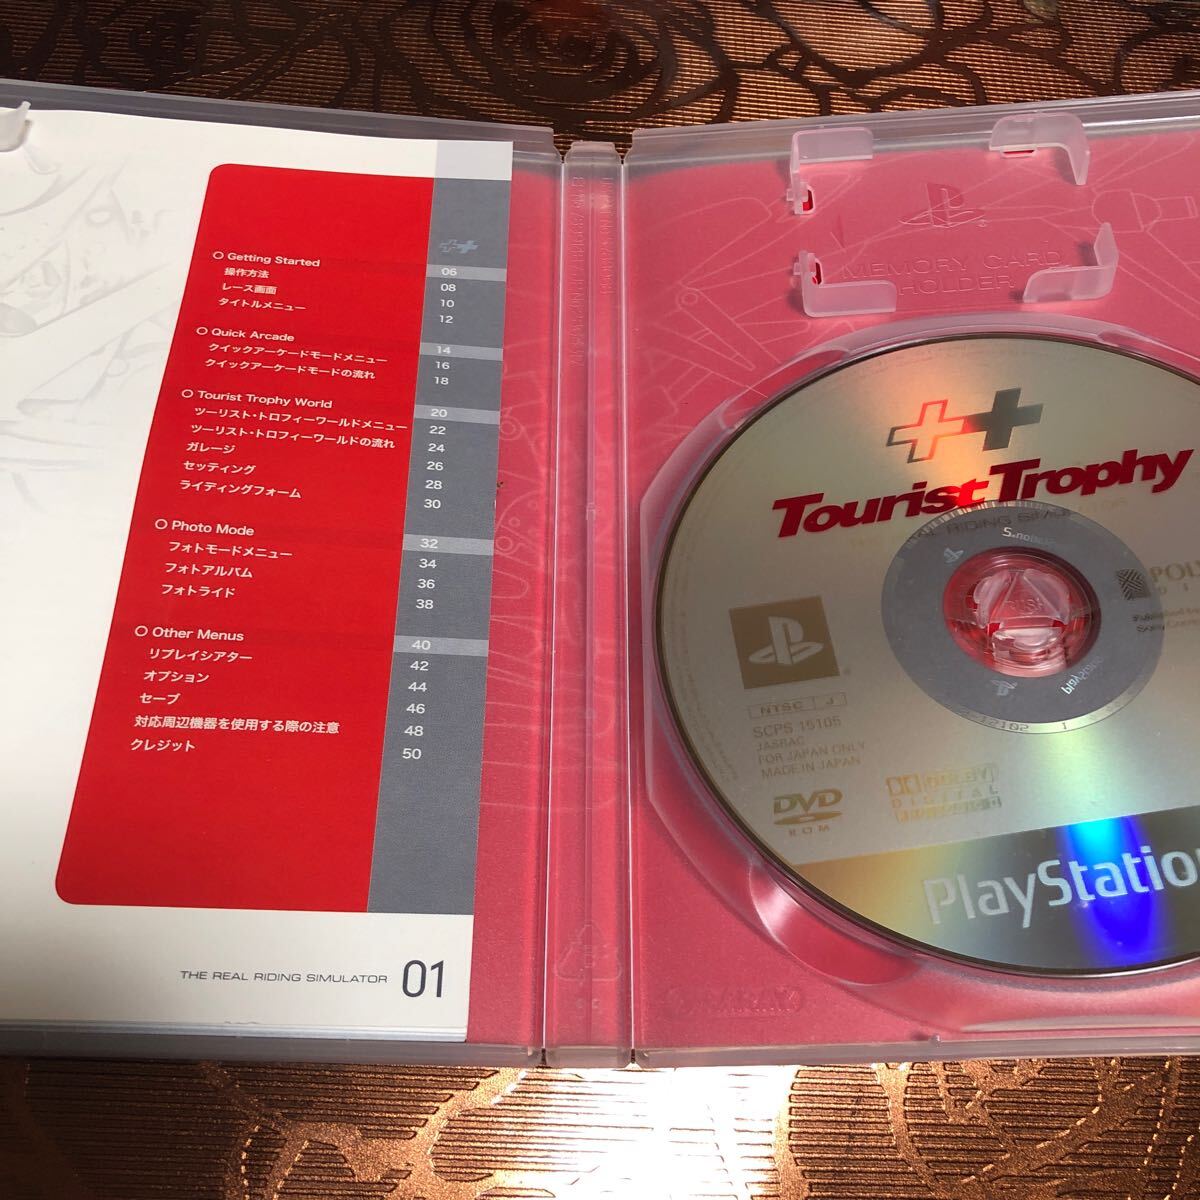 Getting Started 06
操作方法 08
レース画面 10
タイトルメニュー 12
Quick Arcade 14
クイックアーケードモードメニュー 16
クイックアーケードモードの流れ 18
Tourist Trophy World 20
ツーリスト・トロフィーワールドメニュー 22
ツーリスト・トロフィーワールドの流れ 24
ガレージ 26
セッティング 28
ライディングフォーム 30
Photo Mode 32
フォトモードメニュー 34
フォトアルバム 36
フォトライド 38
Other Menus 40
リプレイシアター 42
オプション 44
セーブ 46
対応周辺機器を使用する際の注意 48
クレジット 50
THE REAL RIDING SIMULATOR 01
MEMORY CARD
HOLDER
Tourist Trophy
RIDING SIMULATOR
PUSH
NTSC J
SCPS 15105
JASRAC
FOR JAPAN ONLY
MADE IN JAPAN
DVD
ROM
DOLBY
DIGITAL
PlayStatio